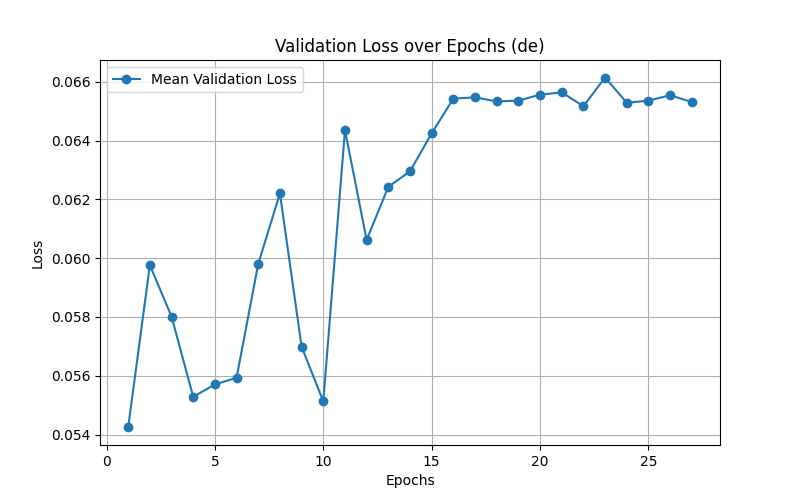 Validation Loss over Epochs (de)
Mean Validation Loss
0.066
0.064
0.062
0.060
0.058
0.056
0.054
Loss
0 5 10 15 20 25
Epochs